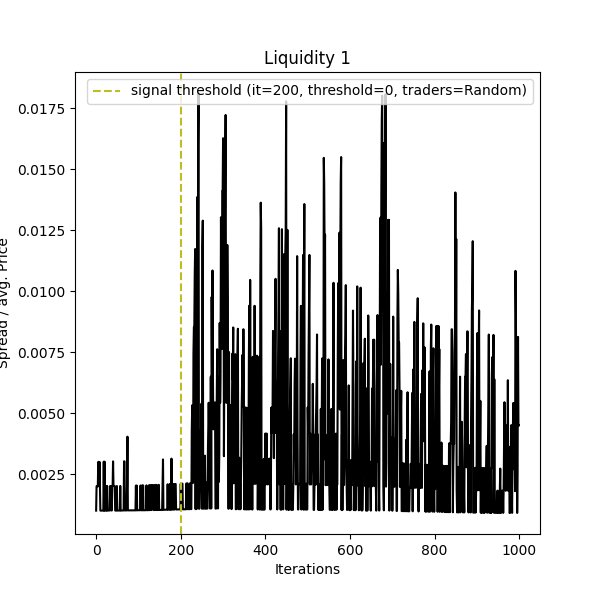 Liquidity 1
signal threshold (it=200, threshold=0, traders=Random)
0.0175
0.0150
0.0125
0.0100
0.0075
0.0050
0.0025
Spread / avg. Price
0 200 400 600 800 1000
Iterations